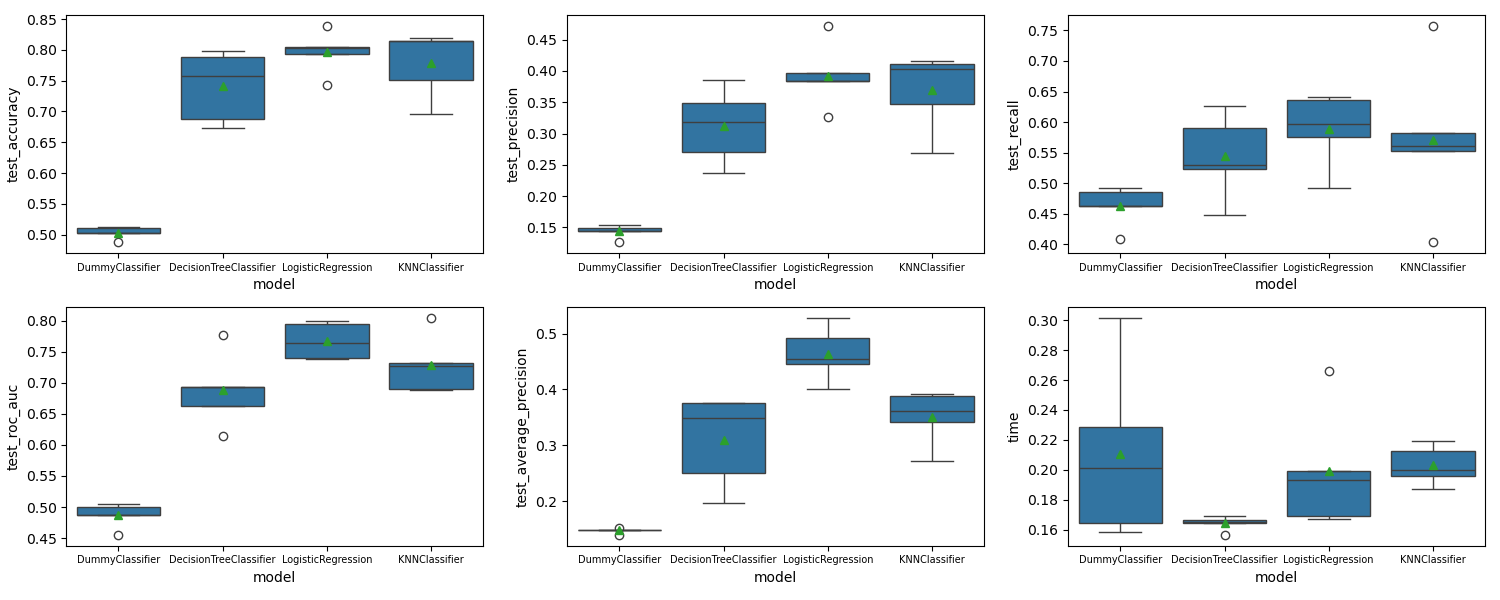 test_accuracy
0.85
0.80
0.75
0.70
0.65
0.60
0.55
0.50
DummyClassifier DecisionTreeClassifier LogisticRegression KNNClassifier
model
test_precision
0.45
0.40
0.35
0.30
0.25
0.20
0.15
DummyClassifier DecisionTreeClassifier LogisticRegression KNNClassifier
model
test_recall
0.75
0.70
0.65
0.60
0.55
0.50
0.45
0.40
DummyClassifier DecisionTreeClassifier LogisticRegression KNNClassifier
model
test_roc_auc
0.80
0.75
0.70
0.65
0.60
0.55
0.50
0.45
DummyClassifier DecisionTreeClassifier LogisticRegression KNNClassifier
model
test_average_precision
0.5
0.4
0.3
0.2
DummyClassifier DecisionTreeClassifier LogisticRegression KNNClassifier
model
time
0.30
0.28
0.26
0.24
0.22
0.20
0.18
0.16
DummyClassifier DecisionTreeClassifier LogisticRegression KNNClassifier
model